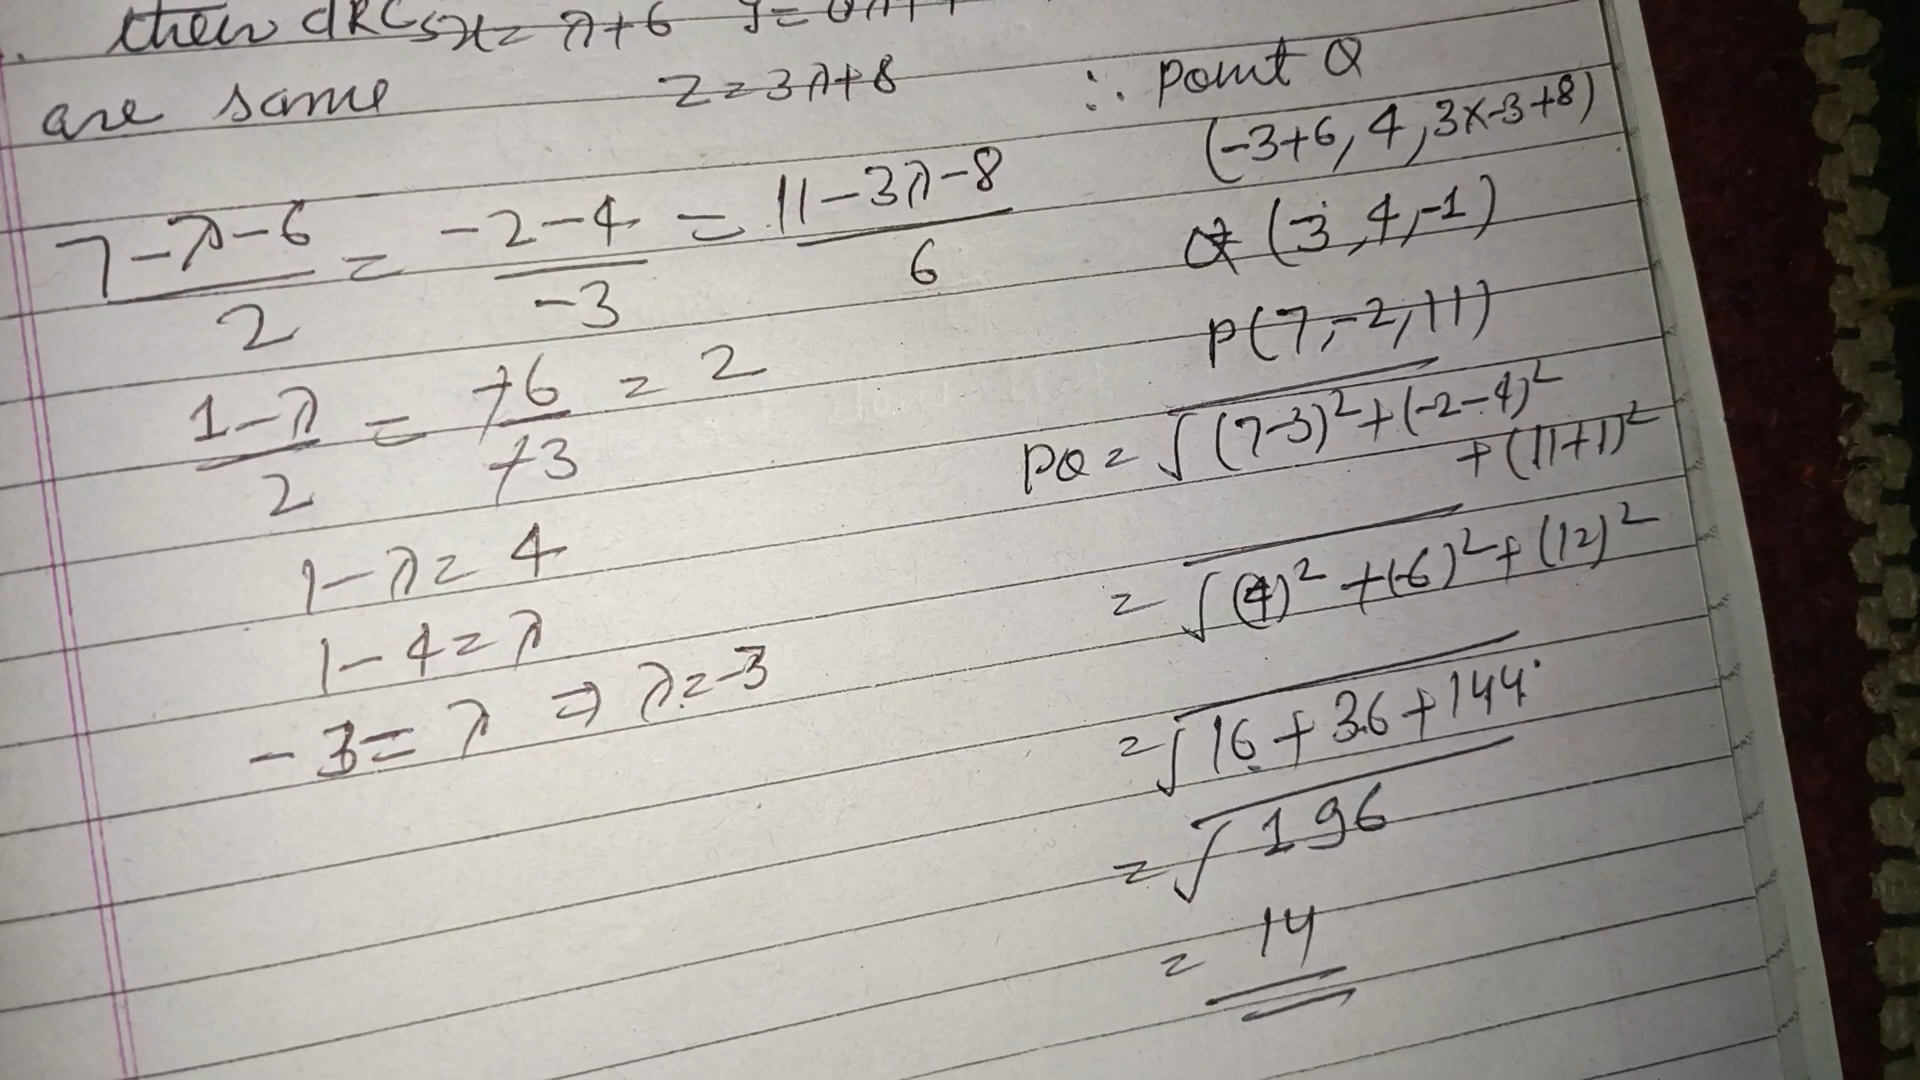 then dRCs x = λ+6 y = 0λ+4
are same z = 3λ+8
7-λ-6/2 = -2-4/-3 = 11-3λ-8/6
1-λ/2 = +6/+3 = 2
1-λ = 4
1-4 = λ
-3 = λ ⇒ λ = -3
∴ Point Q
(-3+6, 4, 3x-3+8)
Q (3, 4, -1)
P(7, -2, 11)
PQ = √(7-3)² + (-2-4)²
+ (11+1)²
= √(4)² + (-6)² + (12)²
= √16 + 36 + 144
= √196
= 14